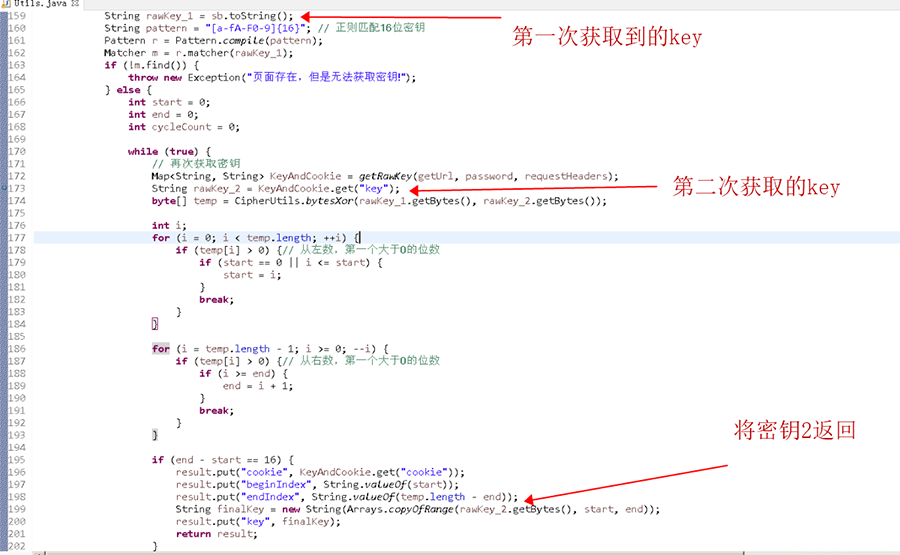 Utils.java
159 String rawKey_1 = sb.toString();
第一次获取到的key
160 String pattern = "[a-fA-F0-9]{16}"; // 正则匹配16位密钥
161 Pattern r = Pattern.compile(pattern);
162 Matcher m = r.matcher(rawKey_1);
163 if (!m.find()) {
164 throw new Exception("页面存在，但是无法获取密钥!");
165 } else {
166 int start = 0;
167 int end = 0;
168 int cycleCount = 0;
169
170 while (true) {
171 // 再次获取密钥
172 Map<String, String> KeyAndCookie = getRawKey(getUrl, password, requestHeaders);
173 String rawKey_2 = KeyAndCookie.get("key");
第二次获取的key
174 byte[] temp = CipherUtils.bytesXor(rawKey_1.getBytes(), rawKey_2.getBytes());
175
176 int i;
177 for (i = 0; i < temp.length; ++i) {
178 if (temp[i] > 0) {// 从左数，第一个大于0的位数
179 if (start == 0 || i <= start) {
180 start = i;
181 }
182 break;
183 }
184 }
185
186 for (i = temp.length - 1; i >= 0; --i) {
187 if (temp[i] > 0) {// 从右数，第一个大于0的位数
188 if (i >= end) {
189 end = i + 1;
190 }
191 break;
192 }
193 }
194
将密钥2返回
195 if (end - start == 16) {
196 result.put("cookie", KeyAndCookie.get("cookie"));
197 result.put("beginIndex", String.valueOf(start));
198 result.put("endIndex", String.valueOf(temp.length - end));
199 String finalKey = new String(Arrays.copyOfRange(rawKey_2.getBytes(), start, end));
200 result.put("key", finalKey);
201 return result;
202 }